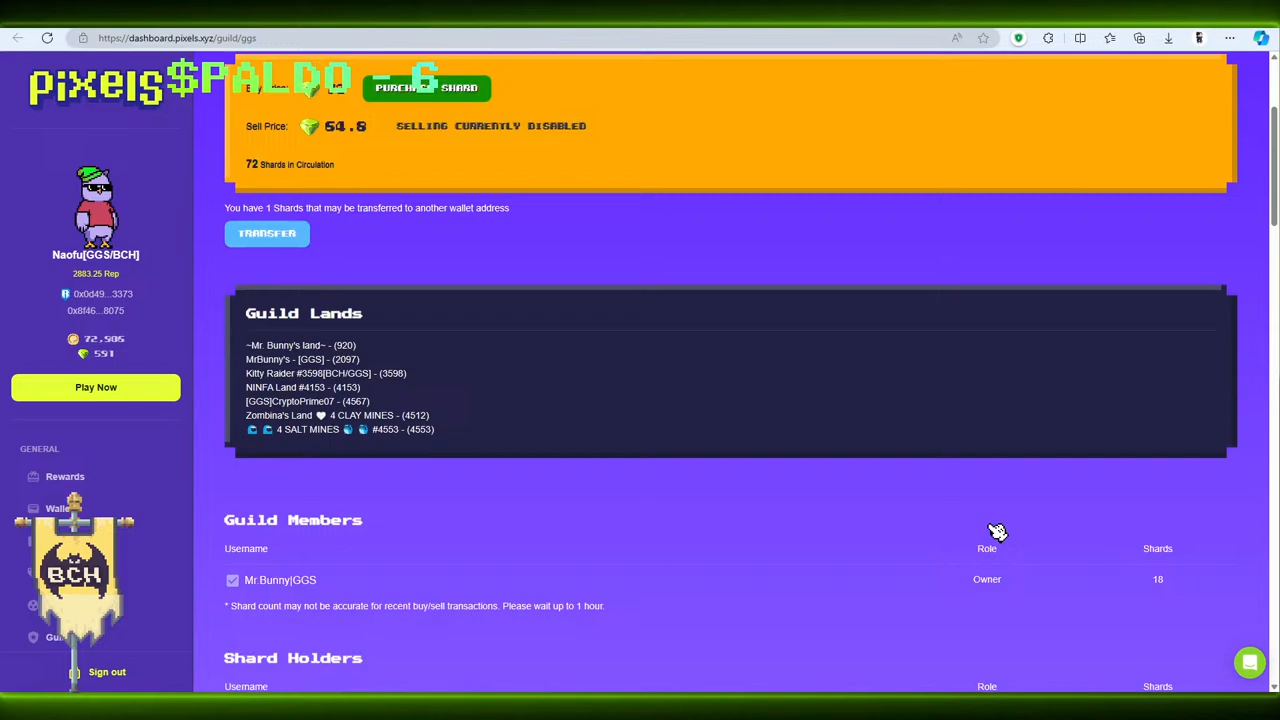 https://dashboard.pixels.xyz/guild/ggs
pixels
$PALDO - 6
PURCHASE SHARD
Sell Price: 54.8 SELLING CURRENTLY DISABLED
72 Shards in Circulation
You have 1 Shards that may be transferred to another wallet address
TRANSFER
Naofu[GGS/BCH]
2883.25 Rep
0x0d49...3373
0x8f46...8075
72,906
591
Play Now
GENERAL
Rewards
BCH
Sign out
Guild Lands
~Mr. Bunny's land~ - (920)
MrBunny's - [GGS] - (2097)
Kitty Raider #3598[BCH/GGS] - (3598)
NINFA Land #4153 - (4153)
[GGS]CryptoPrime07 - (4567)
Zombina's Land 🤍 4 CLAY MINES - (4512)
4 SALT MINES #4553 - (4553)
Guild Members
Username Role Shards
Mr.Bunny|GGS Owner 18
* Shard count may not be accurate for recent buy/sell transactions. Please wait up to 1 hour.
Shard Holders
Username Role Shards